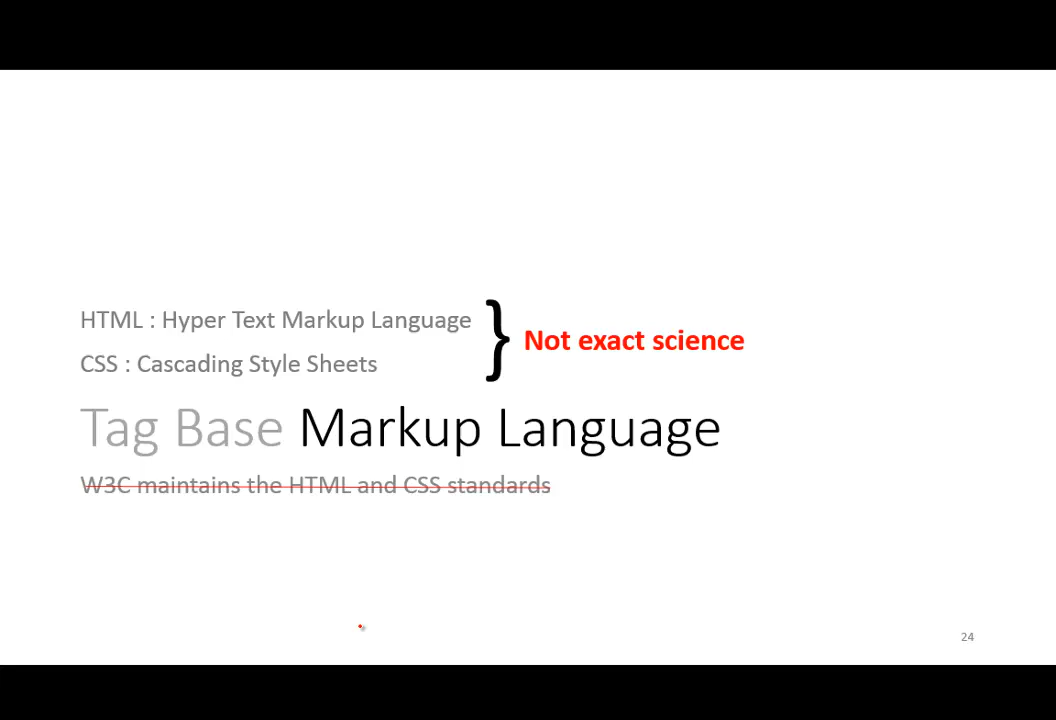 HTML : Hyper Text Markup Language
CSS : Cascading Style Sheets
} Not exact science
Tag Base Markup Language
W3C maintains the HTML and CSS standards
24